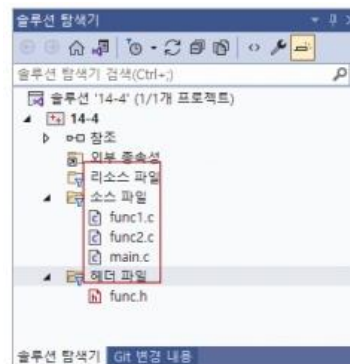 솔루션 탐색기
솔루션 탐색기 검색(Ctrl+;)
솔루션 '14-4' (1/1개 프로젝트)
14-4
참조
외부 종속성
리소스 파일
소스 파일
func1.c
func2.c
main.c
헤더 파일
func.h
솔루션 탐색기 Git 변경 내용